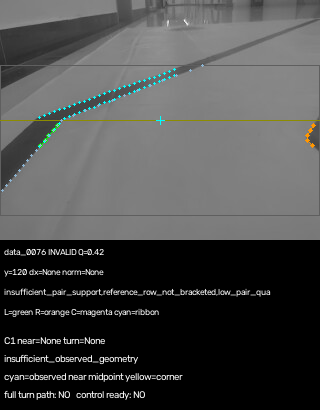 data_0076 INVALID Q=0.42
y=120 dx=None norm=None
insufficient_pair_support,reference_row_not_bracketed,low_pair_qua
L=green R=orange C=magenta cyan=ribbon
C1 near=None turn=None
insufficient_observed_geometry
cyan=observed near midpoint yellow=corner
full turn path: NO control ready: NO